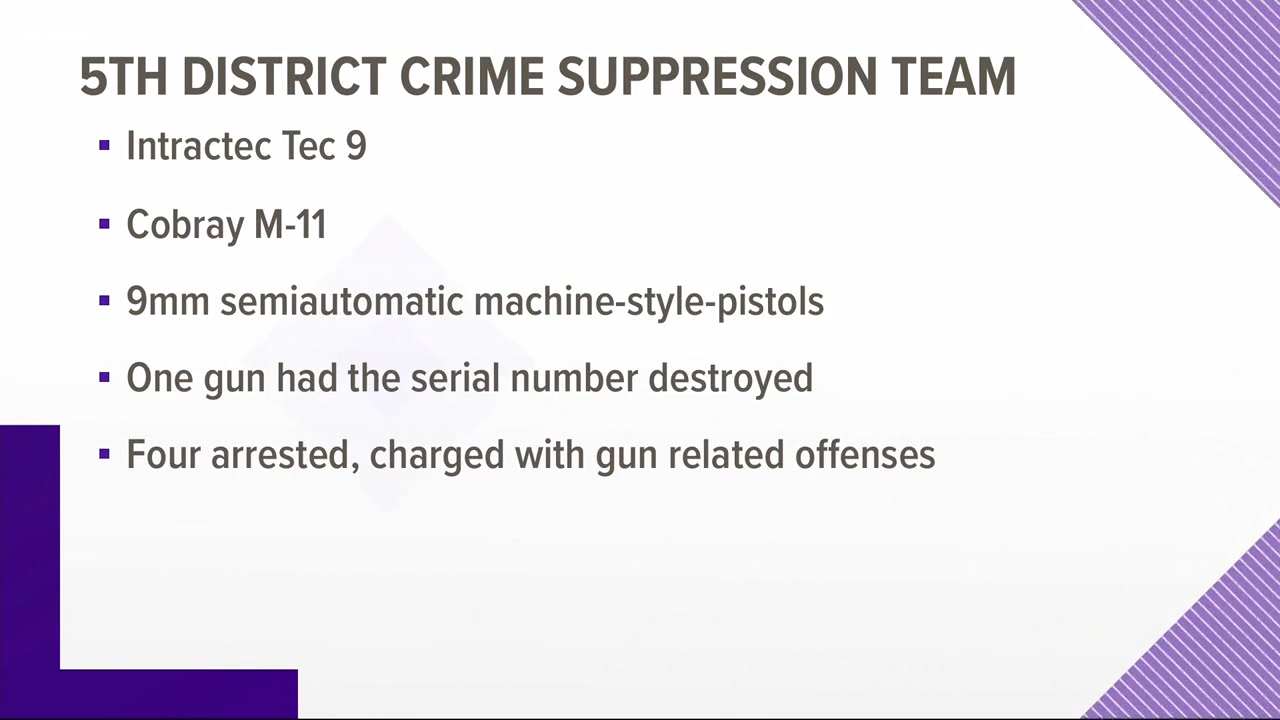 5TH DISTRICT CRIME SUPPRESSION TEAM
Intractec Tec 9
Cobray M-11
9mm semiautomatic machine-style-pistols
One gun had the serial number destroyed
Four arrested, charged with gun related offenses